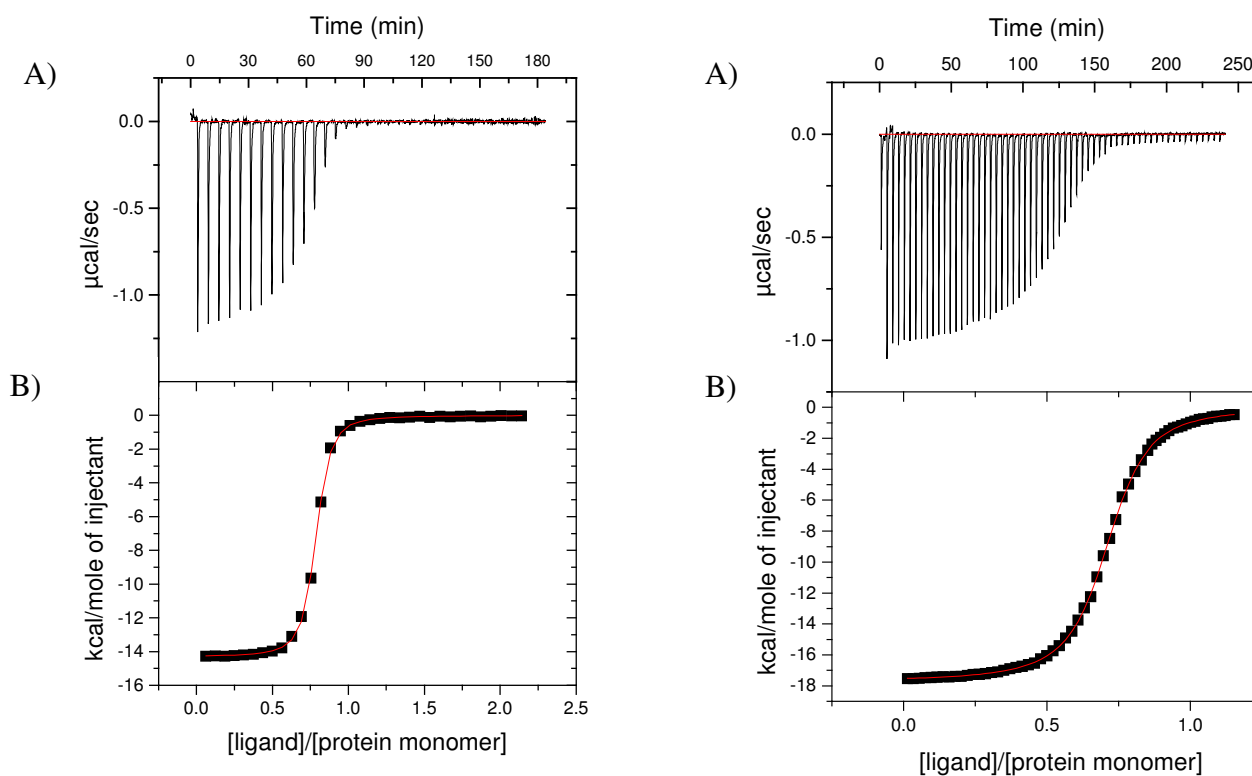 Time (min)
A)
0 30 60 90 120 150 180
0.0
-0.5
-1.0
µcal/sec
B)
0
-2
-4
-6
-8
-10
-12
-14
-16
kcal/mole of injectant
0.0 0.5 1.0 1.5 2.0 2.5
[ligand]/[protein monomer]
Time (min)
A)
0 50 100 150 200 250
0.0
-0.5
-1.0
µcal/sec
B)
0
-2
-4
-6
-8
-10
-12
-14
-16
-18
kcal/mole of injectant
0.0 0.5 1.0
[ligand]/[protein monomer]